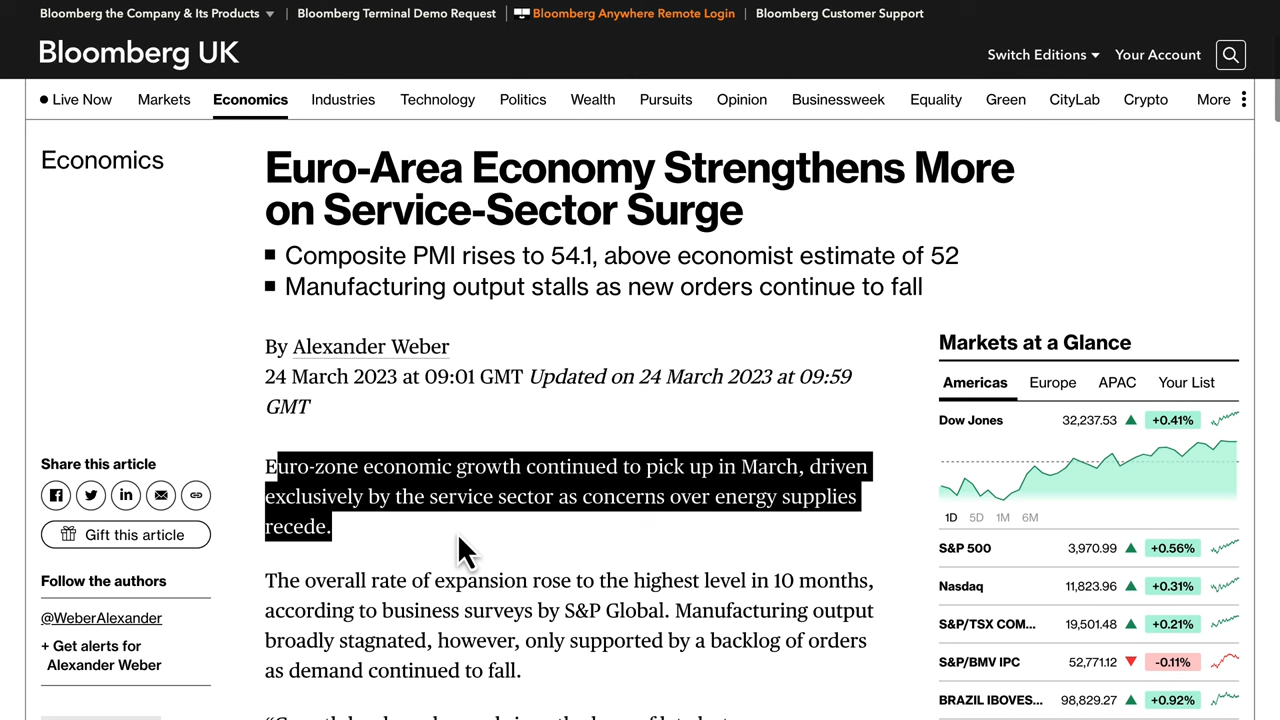 Bloomberg the Company & Its Products
Bloomberg Terminal Demo Request
Bloomberg Anywhere Remote Login
Bloomberg Customer Support
Bloomberg UK
Switch Editions
Your Account
Live Now
Markets
Economics
Industries
Technology
Politics
Wealth
Pursuits
Opinion
Businessweek
Equality
Green
CityLab
Crypto
More
Economics
Euro-Area Economy Strengthens More
on Service-Sector Surge
Composite PMI rises to 54.1, above economist estimate of 52
Manufacturing output stalls as new orders continue to fall
By Alexander Weber
24 March 2023 at 09:01 GMT Updated on 24 March 2023 at 09:59
GMT
Share this article
Gift this article
Follow the authors
@WeberAlexander
+ Get alerts for
Alexander Weber
Euro-zone economic growth continued to pick up in March, driven
exclusively by the service sector as concerns over energy supplies
recede.
The overall rate of expansion rose to the highest level in 10 months,
according to business surveys by S&P Global. Manufacturing output
broadly stagnated, however, only supported by a backlog of orders
as demand continued to fall.
Markets at a Glance
Americas
Europe
APAC
Your List
Dow Jones 32,237.53 +0.41%
1D 5D 1M 6M
S&P 500 3,970.99 +0.56%
Nasdaq 11,823.96 +0.31%
S&P/TSX COM... 19,501.48 +0.21%
S&P/BMV IPC 52,771.12 -0.11%
BRAZIL IBOVES... 98,829.27 +0.92%